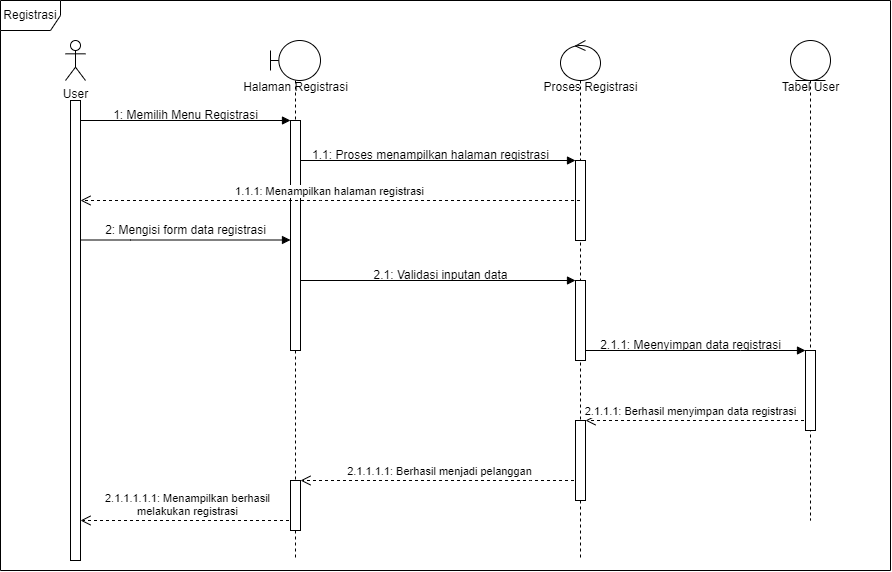 Registrasi
User
Halaman Registrasi
Proses Registrasi
Tabel User
1: Memilih Menu Registrasi
1.1: Proses menampilkan halaman registrasi
1.1.1: Menampilkan halaman registrasi
2: Mengisi form data registrasi
2.1: Validasi inputan data
2.1.1: Meenyimpan data registrasi
2.1.1.1: Berhasil menyimpan data registrasi
2.1.1.1.1: Berhasil menjadi pelanggan
2.1.1.1.1.1: Menampilkan berhasil
melakukan registrasi